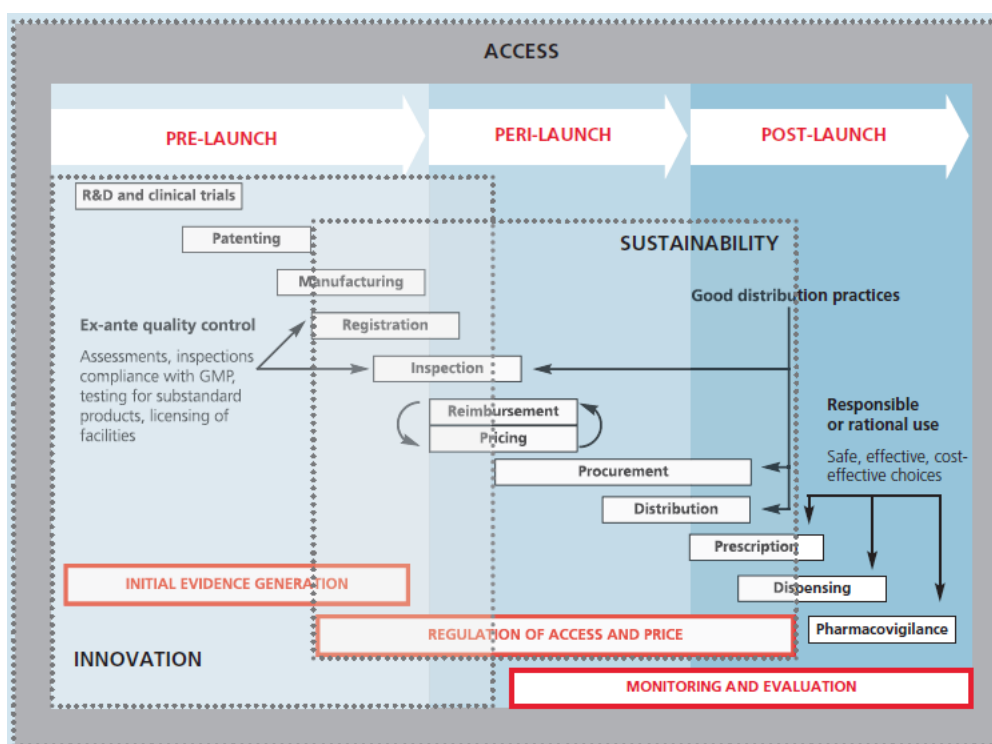 ACCESS
PRE-LAUNCH
PERI-LAUNCH
POST-LAUNCH
R&D and clinical trials
Patenting
SUSTAINABILITY
Manufacturing
Good distribution practices
Ex-ante quality control
Registration
Assessments, inspections
compliance with GMP,
testing for substandard
products, licensing of
facilities
Inspection
Reimbursement
Pricing
Responsible
or rational use
Safe, effective, cost-
effective choices
Procurement
Distribution
Prescription
Dispensing
Pharmacovigilance
INITIAL EVIDENCE GENERATION
REGULATION OF ACCESS AND PRICE
INNOVATION
MONITORING AND EVALUATION